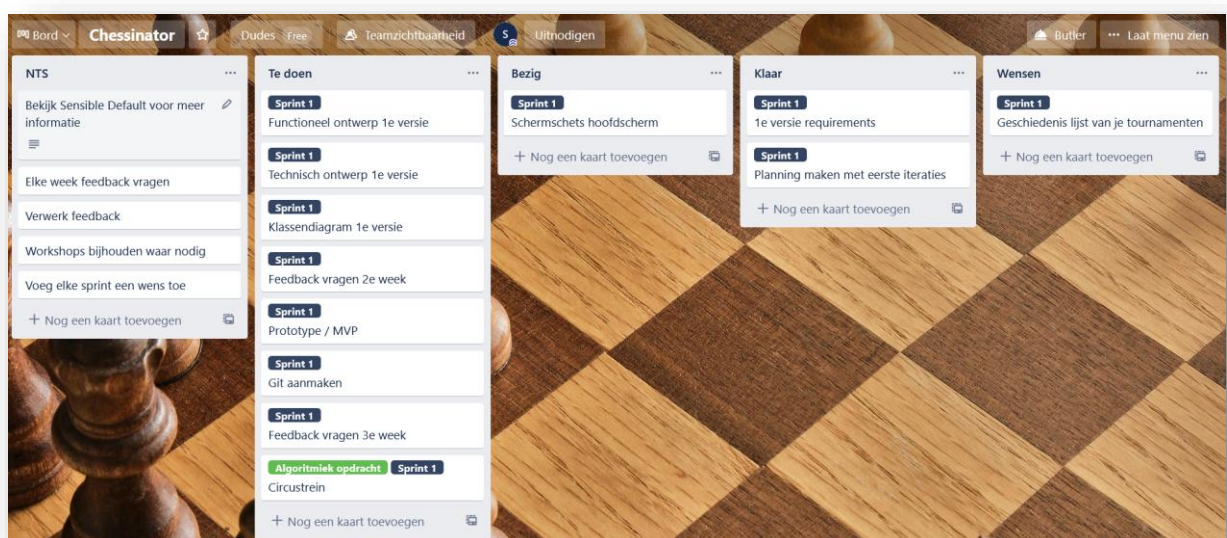 Bord
Chessinator
Dudes Free
Teamzichtbaarheid
S
Uitnodigen
Butler
Laat menu zien
NTS
Bekijk Sensible Default voor meer
informatie
Elke week feedback vragen
Verwerk feedback
Workshops bijhouden waar nodig
Voeg elke sprint een wens toe
+ Nog een kaart toevoegen
Te doen
Sprint 1
Functioneel ontwerp 1e versie
Sprint 1
Technisch ontwerp 1e versie
Sprint 1
Klassendiagram 1e versie
Sprint 1
Feedback vragen 2e week
Sprint 1
Prototype / MVP
Sprint 1
Git aanmaken
Sprint 1
Feedback vragen 3e week
Algoritmiek opdracht Sprint 1
Circustrein
+ Nog een kaart toevoegen
Bezig
Sprint 1
Schermschets hoofdscherm
+ Nog een kaart toevoegen
Klaar
Sprint 1
1e versie requirements
Sprint 1
Planning maken met eerste iteraties
+ Nog een kaart toevoegen
Wensen
Sprint 1
Geschiedenis lijst van je tournamenten
+ Nog een kaart toevoegen